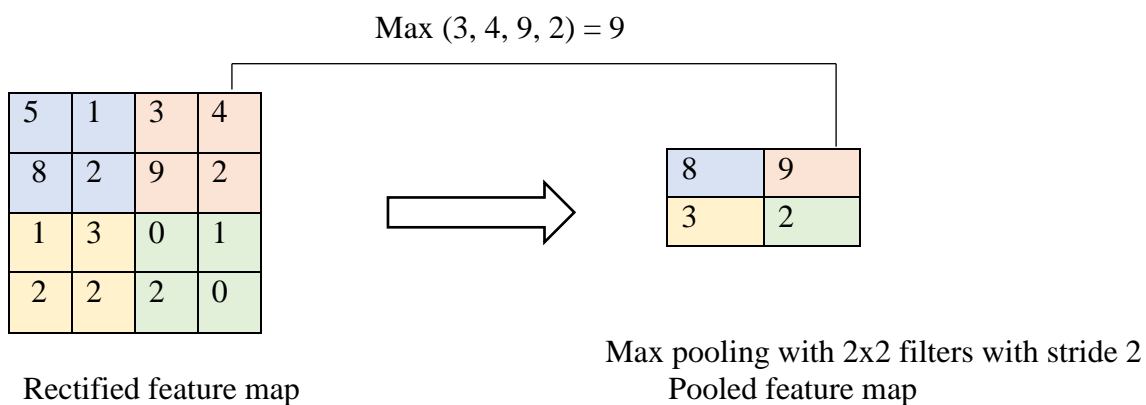 Max (3, 4, 9, 2) = 9
5 1 3 4
8 2 9 2
1 3 0 1
2 2 2 0
8 9
3 2
Max pooling with 2x2 filters with stride 2
Rectified feature map
Pooled feature map